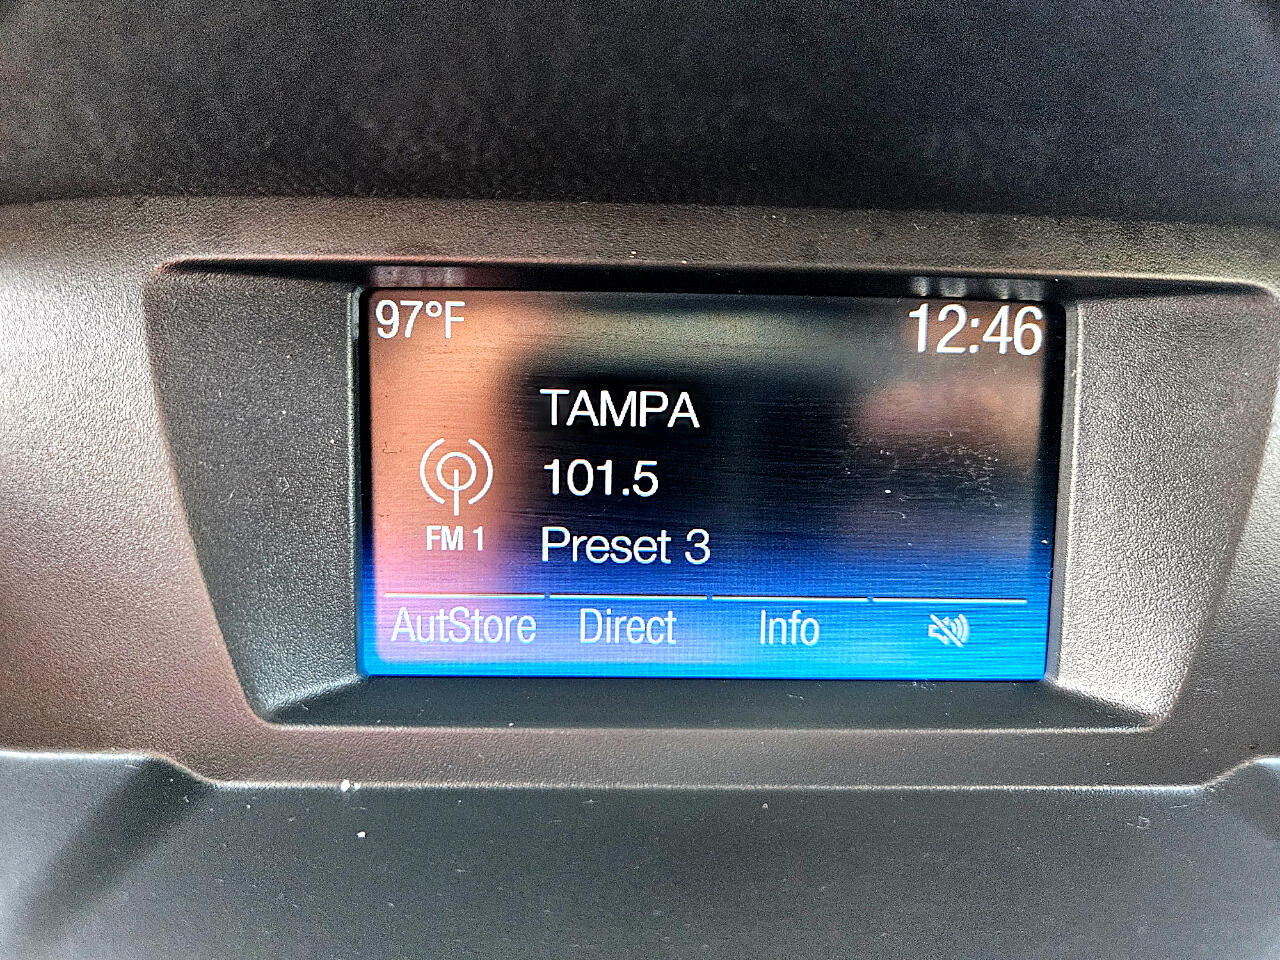 97°F 12:46
TAMPA
101.5
FM 1
Preset 3
AutStore Direct Info